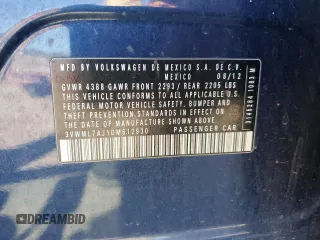 MFD BY VOLKSWAGEN DE MEXICO S.A. DE C.V.
MEXICO 08/12
GVWR 4388 GAWR FRONT 2293/ REAR 2205 LBS
THIS VEHICLE CONFORMS TO ALL APPLICABLE
FEDERAL MOTOR VEHICLE SAFETY, BUMPER AND
THEFT PREVENTION STANDARDS IN EFFECT ON THE
DATE OF MANUFACTURE SHOWN ABOVE.
PASSENGER CAR
DREAMBID